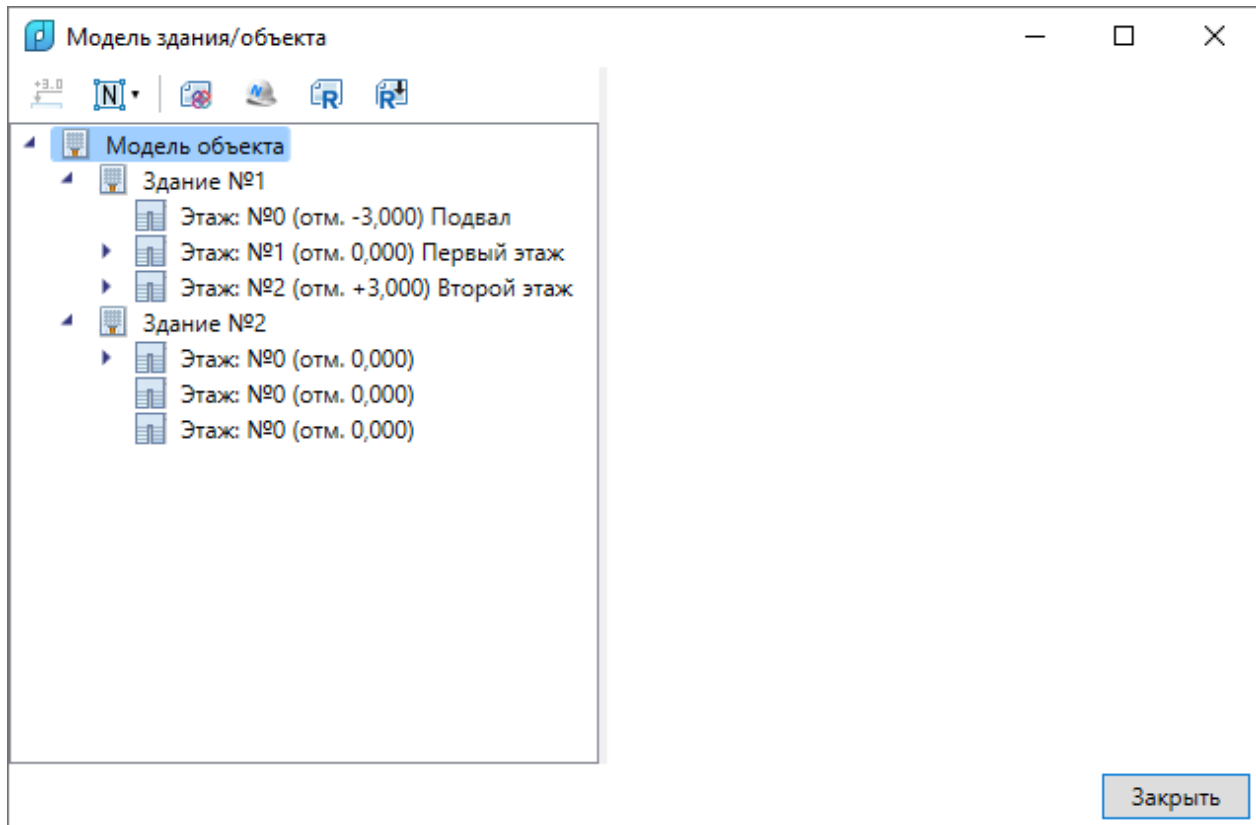 Модель здания/объекта
+3.0
N
R
R
Модель объекта
Здание №1
Этаж: №0 (отм. -3,000) Подвал
Этаж: №1 (отм. 0,000) Первый этаж
Этаж: №2 (отм. +3,000) Второй этаж
Здание №2
Этаж: №0 (отм. 0,000)
Этаж: №0 (отм. 0,000)
Этаж: №0 (отм. 0,000)
Закрыть